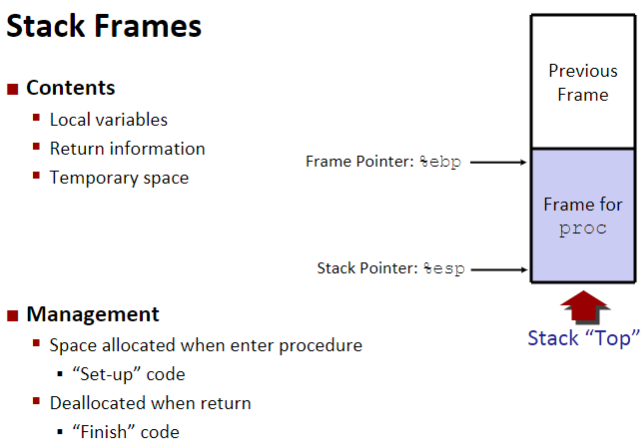 Stack Frames
Contents
Local variables
Return information
Temporary space
Previous
Frame
Frame Pointer: %ebp
Frame for
proc
Stack Pointer: %esp
Stack “Top”
Management
Space allocated when enter procedure
“Set-up” code
Deallocated when return
“Finish” code